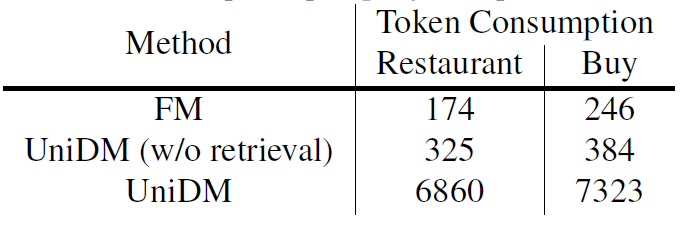 Method Token Consumption
Restaurant Buy
FM 174 246
UniDM (w/o retrieval) 325 384
UniDM 6860 7323